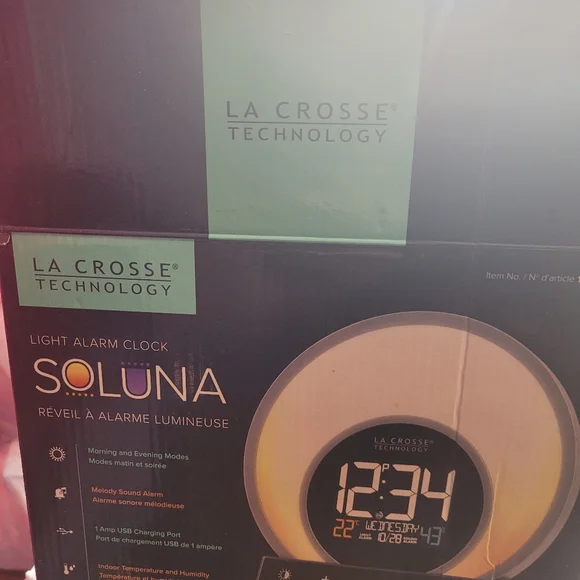 LA CROSSE®
TECHNOLOGY
LA CROSSE®
TECHNOLOGY
Item No. / N° d'article
LIGHT ALARM CLOCK
SOLUNA
RÉVEIL À ALARME LUMINEUSE
Morning and Evening Modes
Modes matin et soirée
Melody Sound Alarm
Alarme sonore mélodieuse
1 Amp USB Charging Port
Port de chargement USB de 1 ampère
Indoor Temperature and Humidity
Température et
LA CROSSE®
TECHNOLOGY
P
12:34
22°C WEDNESDAY 43%
10/28